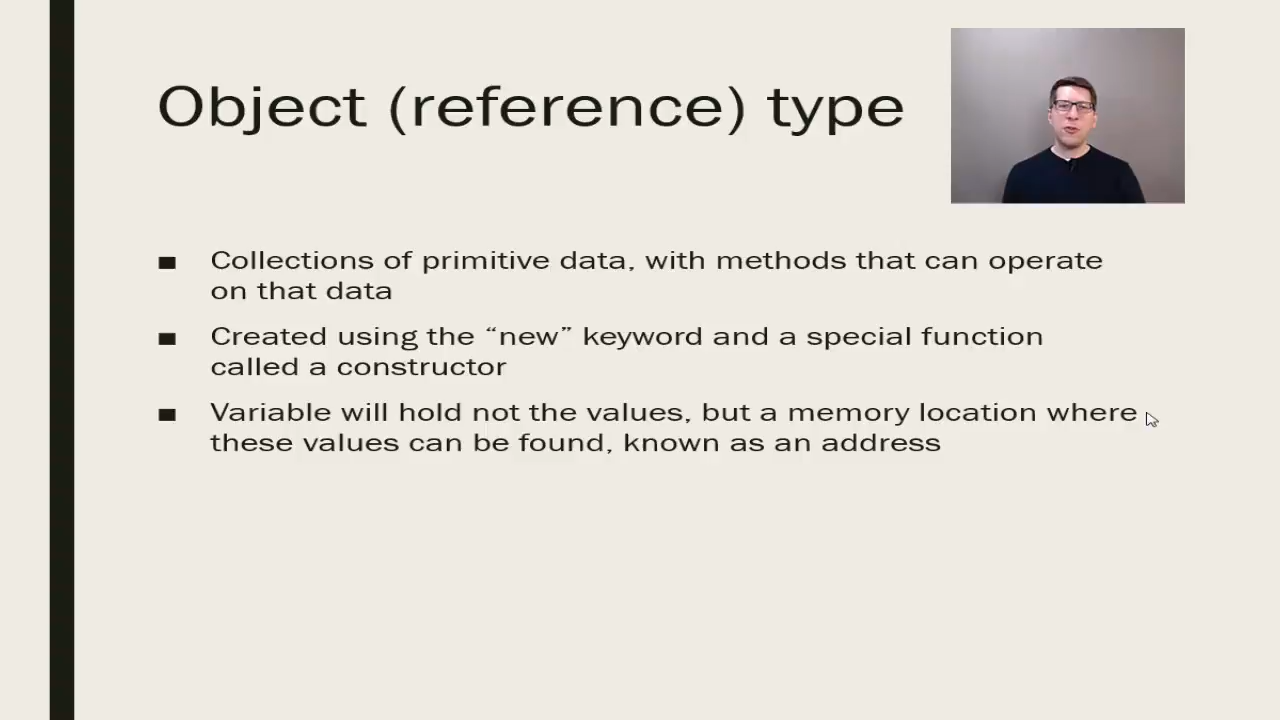 Object (reference) type
Collections of primitive data, with methods that can operate
on that data
Created using the “new” keyword and a special function
called a constructor
Variable will hold not the values, but a memory location where
these values can be found, known as an address